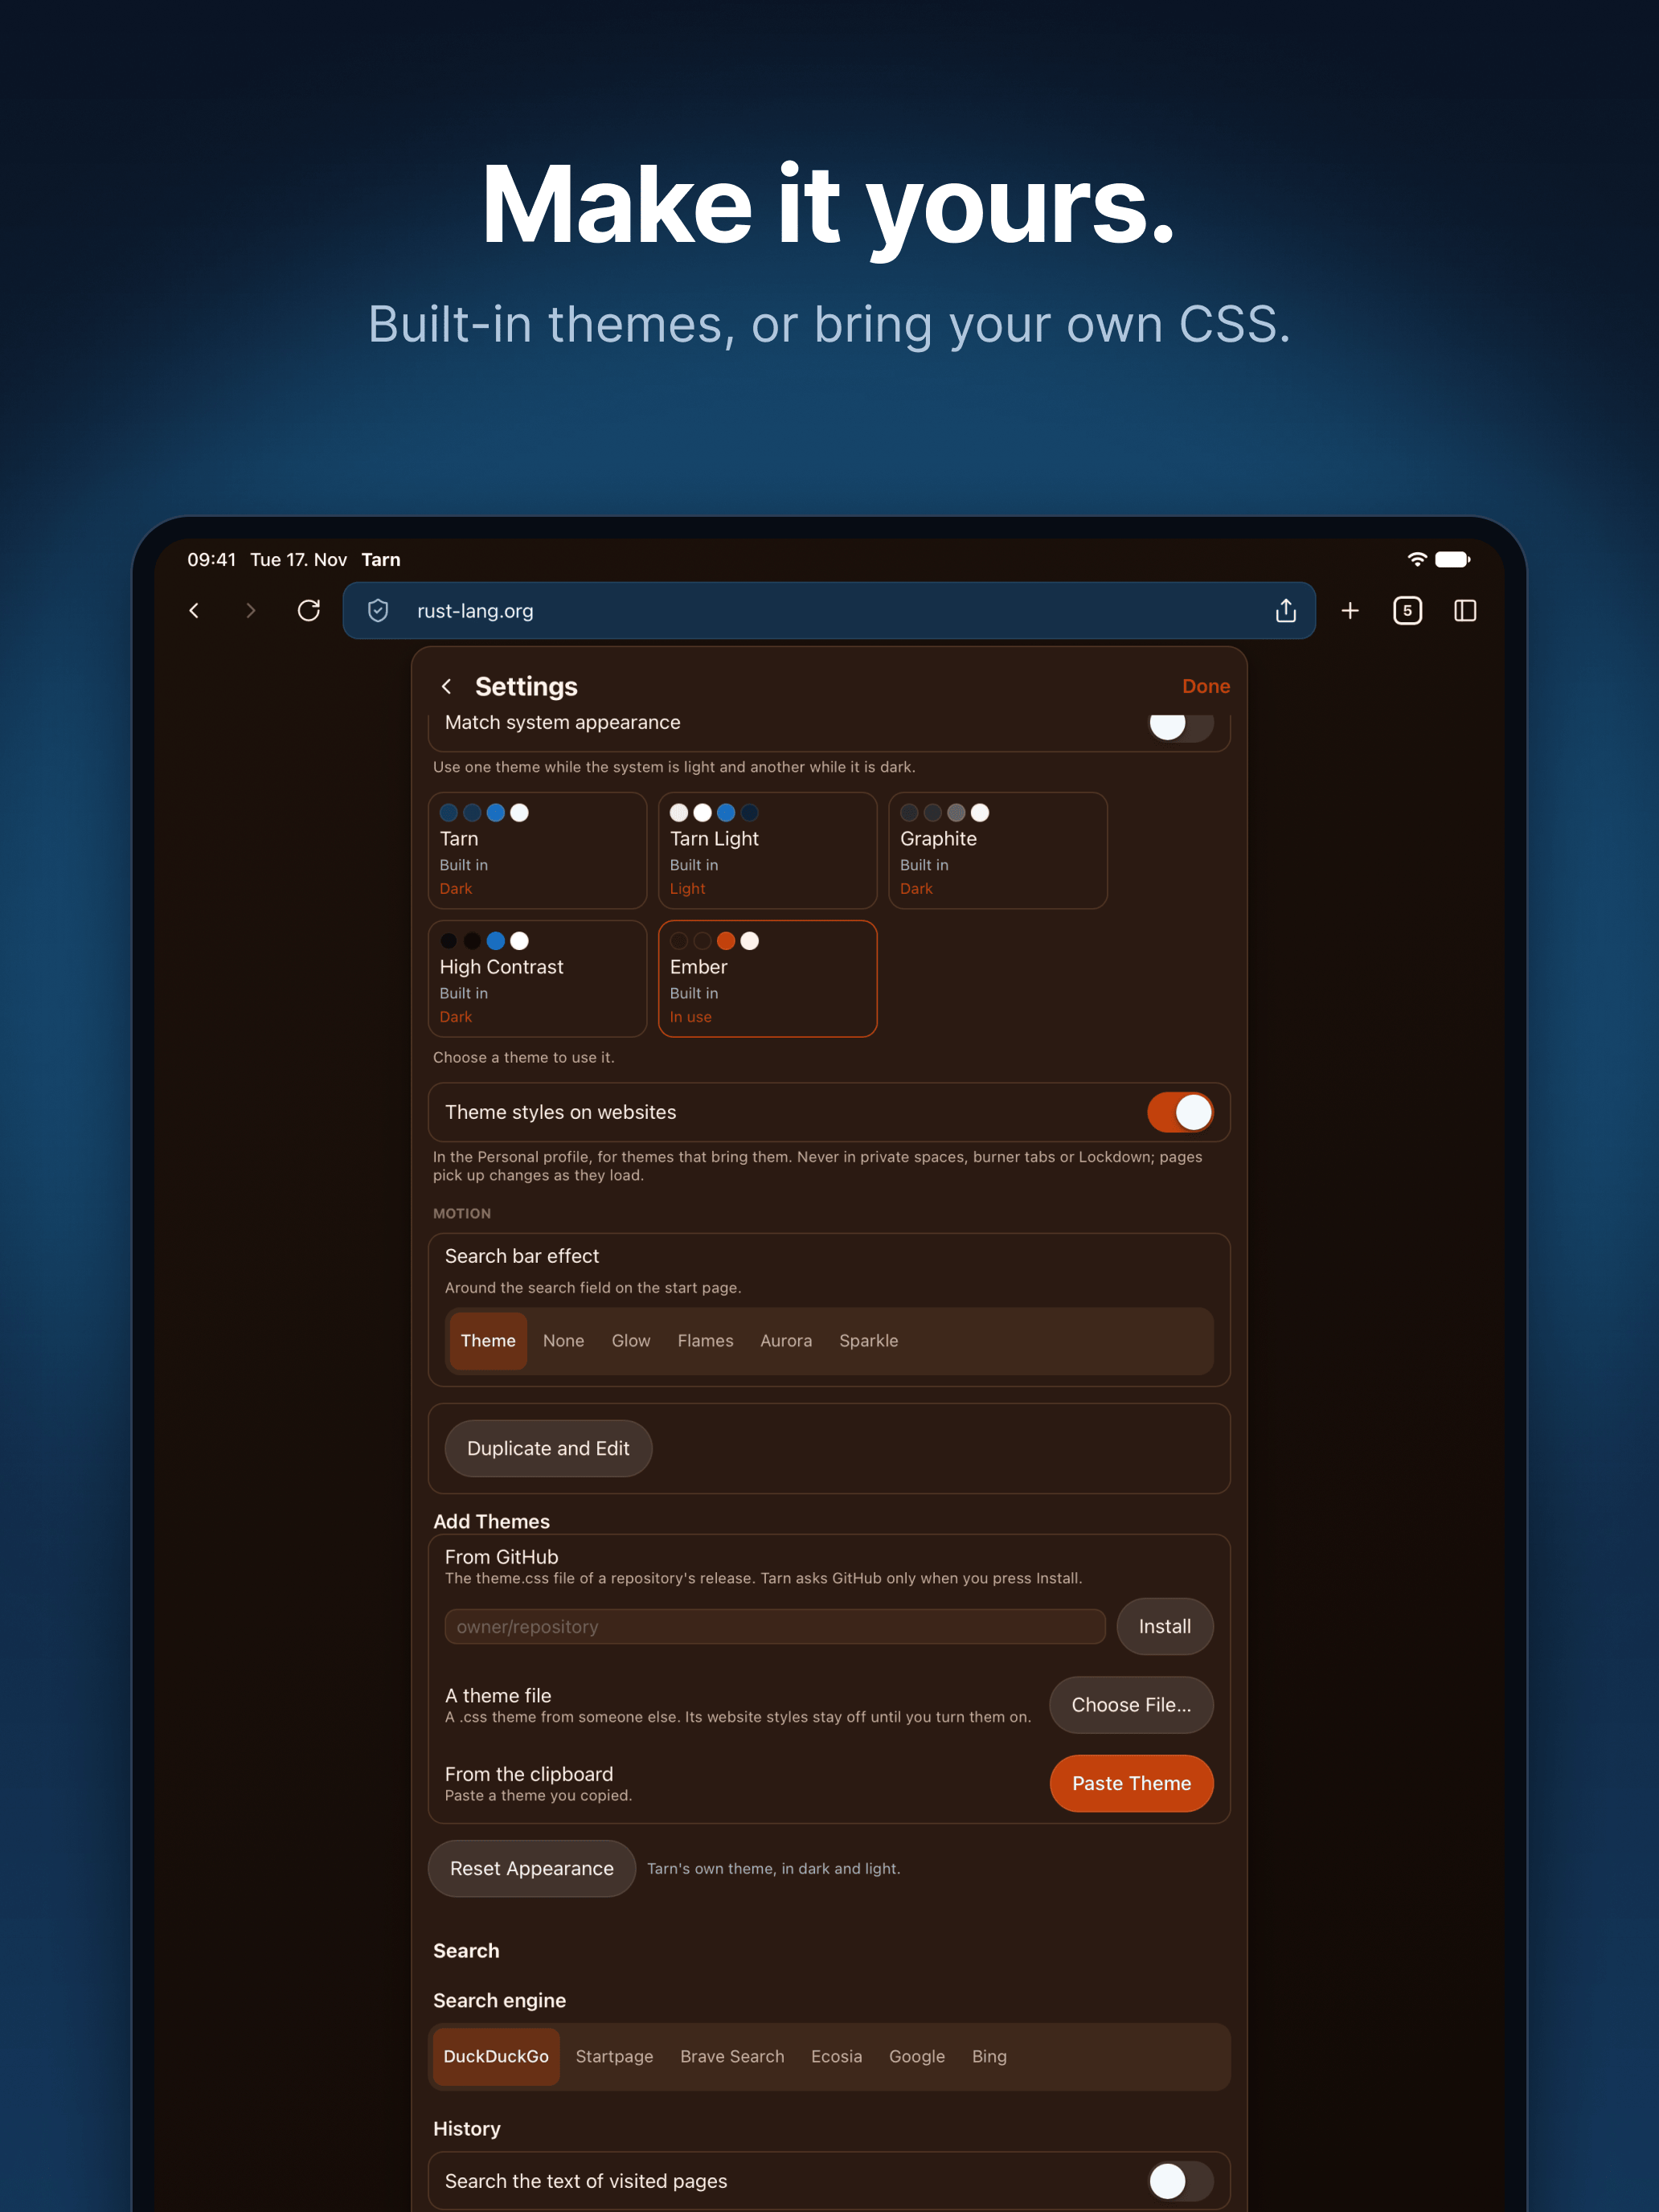 Make it yours.
Built-in themes, or bring your own CSS.
09:41 Tue 17. Nov Tarn
rust-lang.org
5
Settings
Done
Match system appearance
Use one theme while the system is light and another while it is dark.
Tarn
Built in
Dark
Tarn Light
Built in
Light
Graphite
Built in
Dark
High Contrast
Built in
Dark
Ember
Built in
In use
Choose a theme to use it.
Theme styles on websites
In the Personal profile, for themes that bring them. Never in private spaces, burner tabs or Lockdown; pages
pick up changes as they load.
MOTION
Search bar effect
Around the search field on the start page.
Theme None Glow Flames Aurora Sparkle
Duplicate and Edit
Add Themes
From GitHub
The theme.css file of a repository's release. Tarn asks GitHub only when you press Install.
owner/repository
Install
A theme file
A .css theme from someone else. Its website styles stay off until you turn them on.
Choose File...
From the clipboard
Paste a theme you copied.
Paste Theme
Reset Appearance
Tarn's own theme, in dark and light.
Search
Search engine
DuckDuckGo Startpage Brave Search Ecosia Google Bing
History
Search the text of visited pages